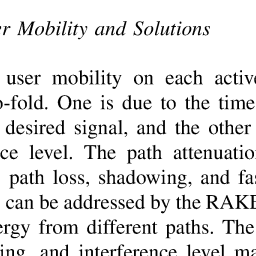 er Mobility and Solutions
user mobility on each active
o-fold. One is due to the time
desired signal, and the other
ce level. The path attenuation
path loss, shadowing, and fas
can be addressed by the RAKE
ergy from different paths. The
ing, and interference level ma